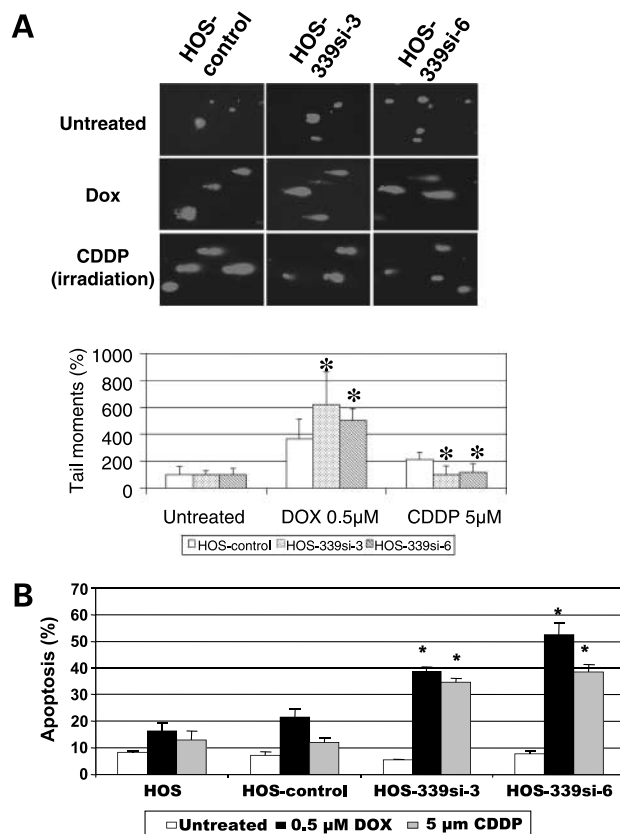 A
HOS-control
HOS-339si-3
HOS-339si-6
Untreated
Dox
CDDP
(irradiation)
Tail moments (%)
1000
800
600
400
200
0
* * * *
Untreated DOX 0.5µM CDDP 5µM
HOS-control HOS-339si-3 HOS-339si-6
B
Apoptosis (%)
70
60
50
40
30
20
10
0
* * * *
HOS HOS-control HOS-339si-3 HOS-339si-6
Untreated 0.5 µM DOX 5 µm CDDP